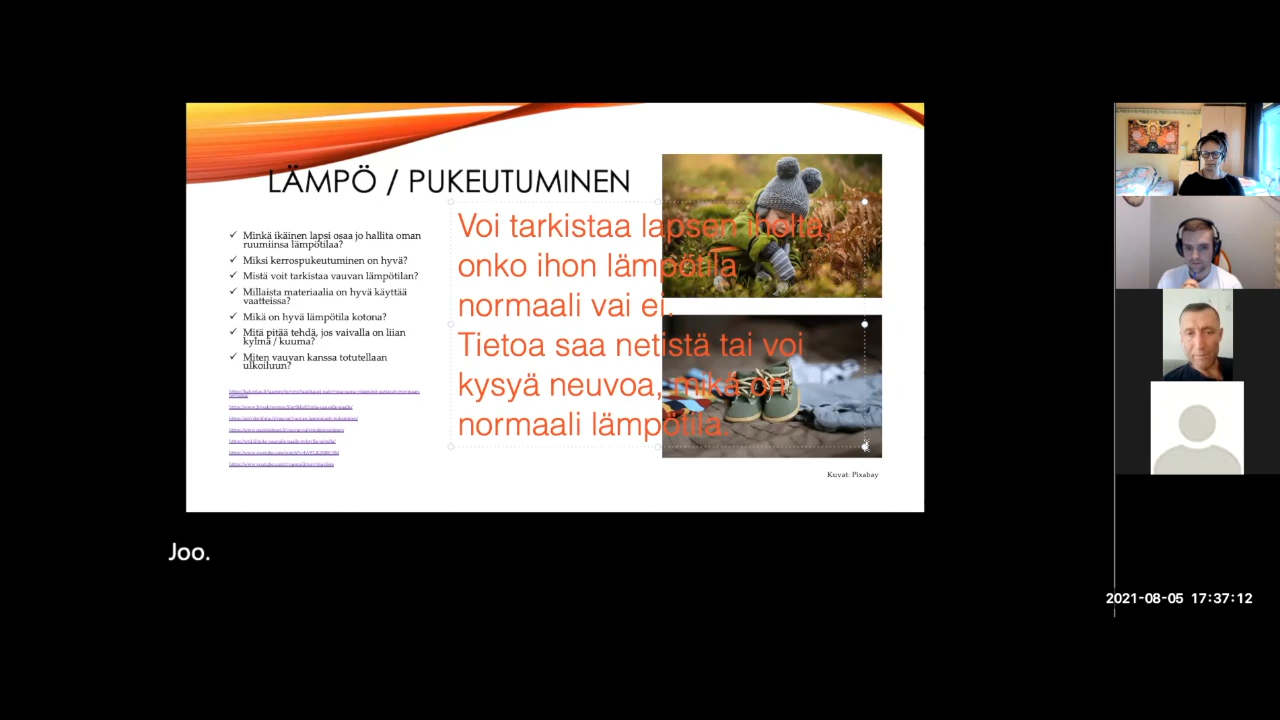 LÄMPÖ / PUKEUTUMINEN
✓ Minkä ikäinen lapsi osaa jo hallita oman
ruumiinsa lämpötilaa?
✓ Miksi kerrospukeutuminen on hyvä?
✓ Mistä voit tarkistaa vauvan lämpötilan?
✓ Millaista materiaalia on hyvä käyttää
vaatteissa?
✓ Mikä on hyvä lämpötila kotona?
✓ Mitä pitää tehdä, jos vaivalla on liian
kylmä / kuuma?
✓ Miten vauvan kanssa totutellaan
ulkoiluun?
Voi tarkistaa lapsen iholta,
onko ihon lämpötila
normaali vai ei.
Tietoa saa netistä tai voi
kysyä neuvoa, mikä on
normaali lämpötila.
Kuvat: Pixabay
Joo.
2021-08-05 17:37:12